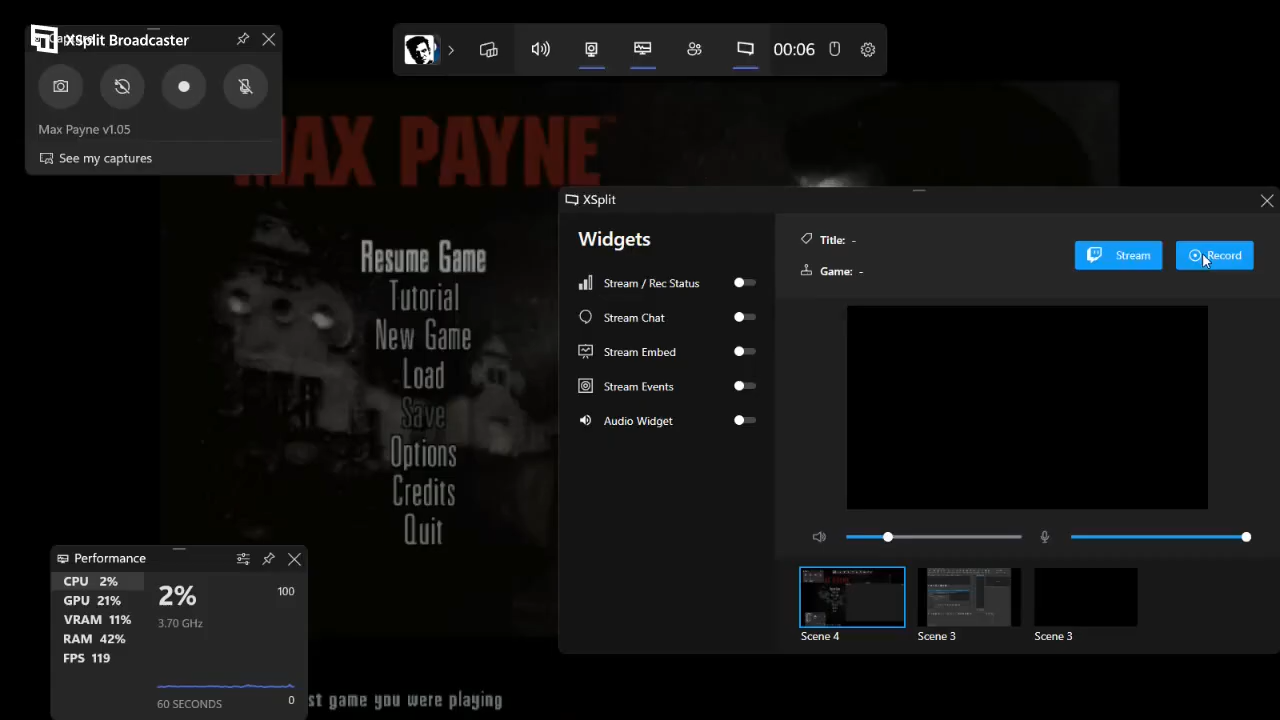 XSplit Broadcaster
Max Payne v1.05
See my captures
00:06
MAX PAYNE
Resume Game
Tutorial
New Game
Load
Save
Options
Credits
Quit
st game you were playing
XSplit
Widgets
Stream / Rec Status
Stream Chat
Stream Embed
Stream Events
Audio Widget
Title: -
Game: -
Stream
Record
Scene 4
Scene 3
Scene 3
Performance
CPU 2%
GPU 21%
VRAM 11%
RAM 42%
FPS 119
2%
100
3.70 GHz
60 SECONDS
0